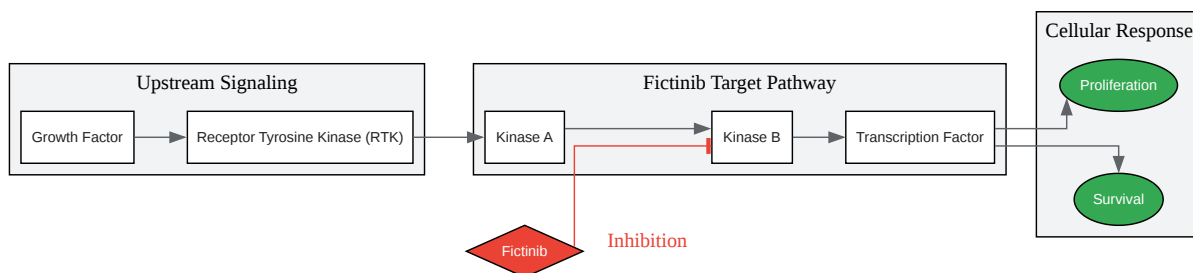 Upstream Signaling
Growth Factor
Receptor Tyrosine Kinase (RTK)
Fictinib Target Pathway
Kinase A
Kinase B
Transcription Factor
Cellular Response
Proliferation
Survival
Fictinib
Inhibition